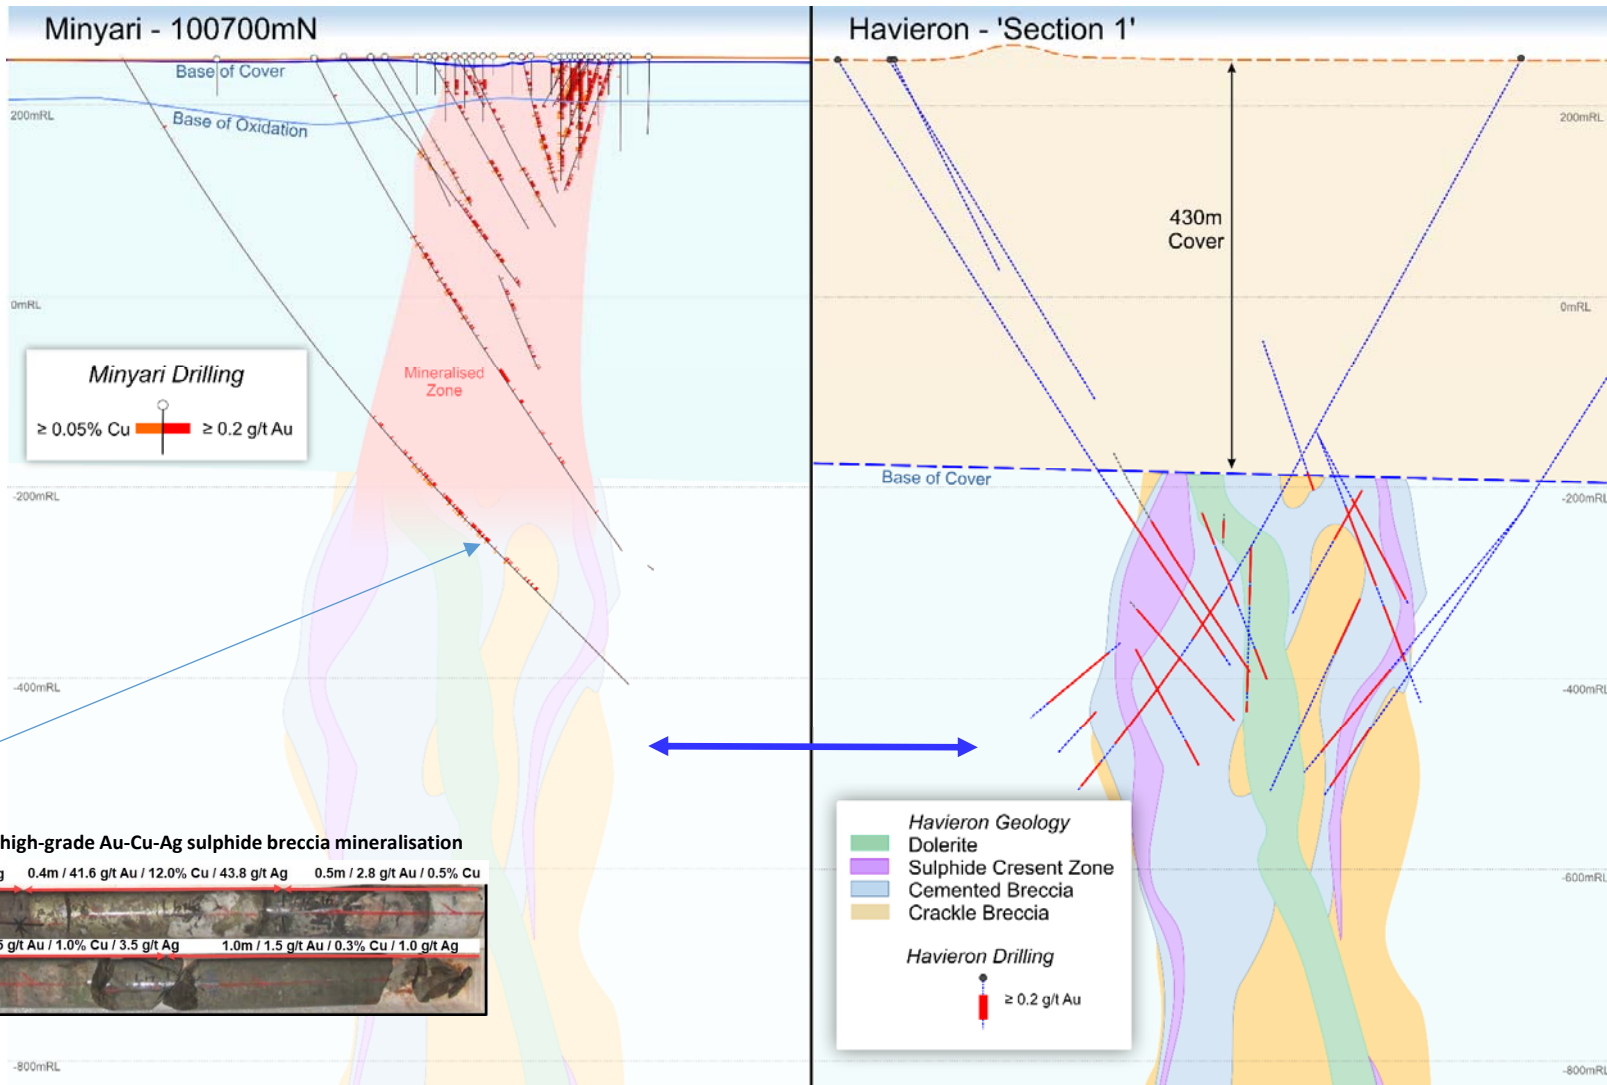 Minyari - 100700mN
Base of Cover
Base of Oxidation
200mRL
0mRL
Mineralised
Zone
Minyari Drilling
≥ 0.05% Cu
≥ 0.2 g/t Au
-200mRL
-400mRL
high-grade Au-Cu-Ag sulphide breccia mineralisation
g
0.4m / 41.6 g/t Au / 12.0% Cu / 43.8 g/t Ag
0.5m / 2.8 g/t Au / 0.5% Cu
5 g/t Au / 1.0% Cu / 3.5 g/t Ag
1.0m / 1.5 g/t Au / 0.3% Cu / 1.0 g/t Ag
-800mRL
Havieron - 'Section 1'
200mRL
430m
Cover
0mRL
Base of Cover
-200mRL
-400mRL
Havieron Geology
Dolerite
Sulphide Cresent Zone
Cemented Breccia
Crackle Breccia
Havieron Drilling
≥ 0.2 g/t Au
-600mRL
-800mRL